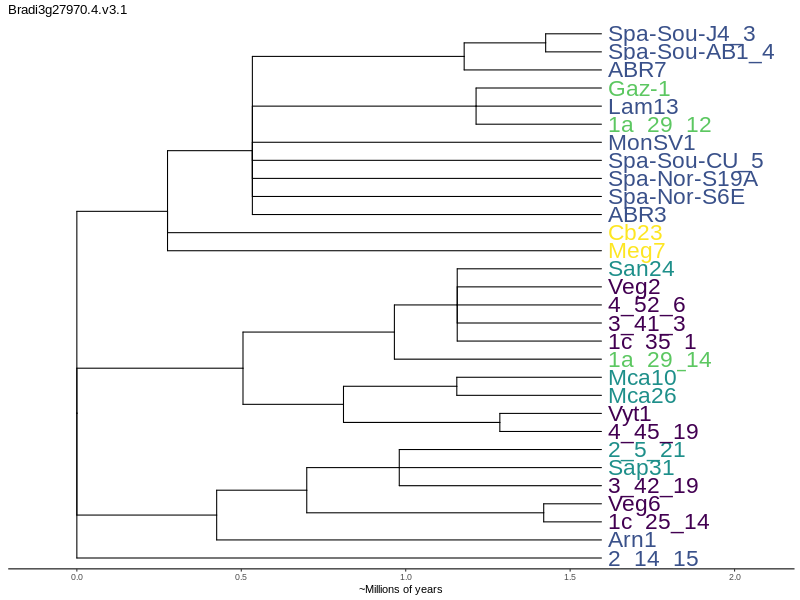 Bradi3g27970.4.v3.1
Spa-Sou-J4_3
Spa-Sou-AB1_4
ABR7
Gaz-1
Lam13
1a_29_12
MonSV1
Spa-Sou-CU_5
Spa-Nor-S19A
Spa-Nor-S6E
ABR3
Cb23
Meg7
San24
Veg2
4_52_6
3_41_3
1c_35_1
1a_29_14
Mca10
Mca26
Vyt1
4_45_19
2_5_21
Sap31
3_42_19
Veg6
1c_25_14
Arn1
2_14_15
0.0 0.5 1.0 1.5 2.0
~Millions of years